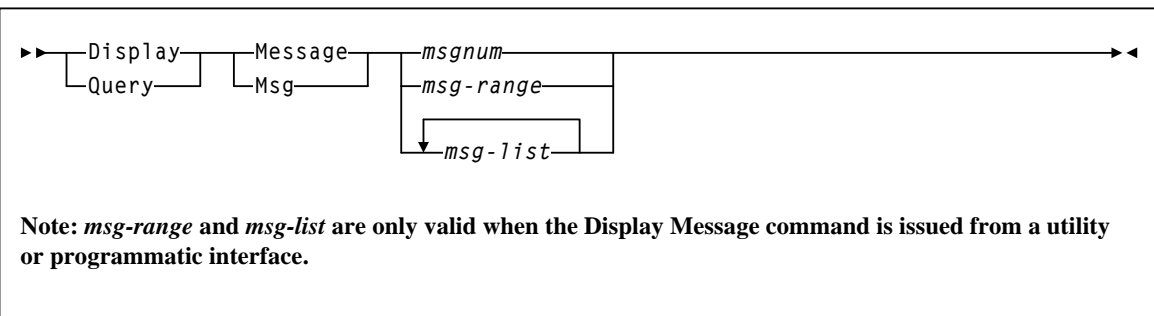 Display Message msgnum
Query Msg msg-range
msg-list
Note: msg-range and msg-list are only valid when the Display Message command is issued from a utility
or programmatic interface.